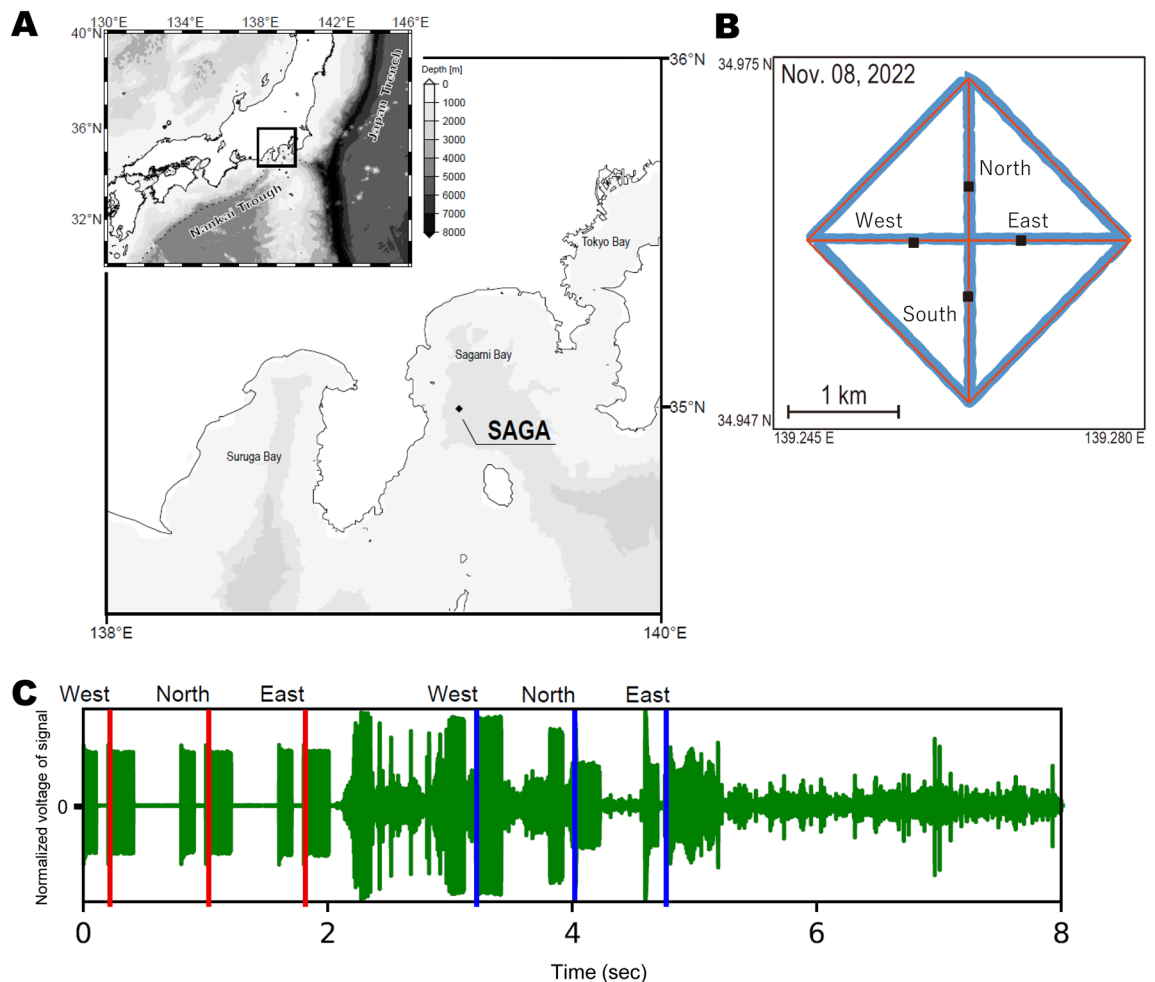 A
130°E 134°E 138°E 142°E 146°E
40°N
36°N
32°N
Japan Trench
Nankai Trough
Depth [m]
0
1000
2000
3000
4000
5000
6000
7000
8000
36°N
Tokyo Bay
Sagami Bay
35°N
SAGA
Suruga Bay
138°E
140°E
B
34.975 N
Nov. 08, 2022
North
West East
South
1 km
34.947 N
139.245 E 139.280 E
C
West North East West North East
Normalized voltage of signal
0
0 2 4 6 8
Time (sec)